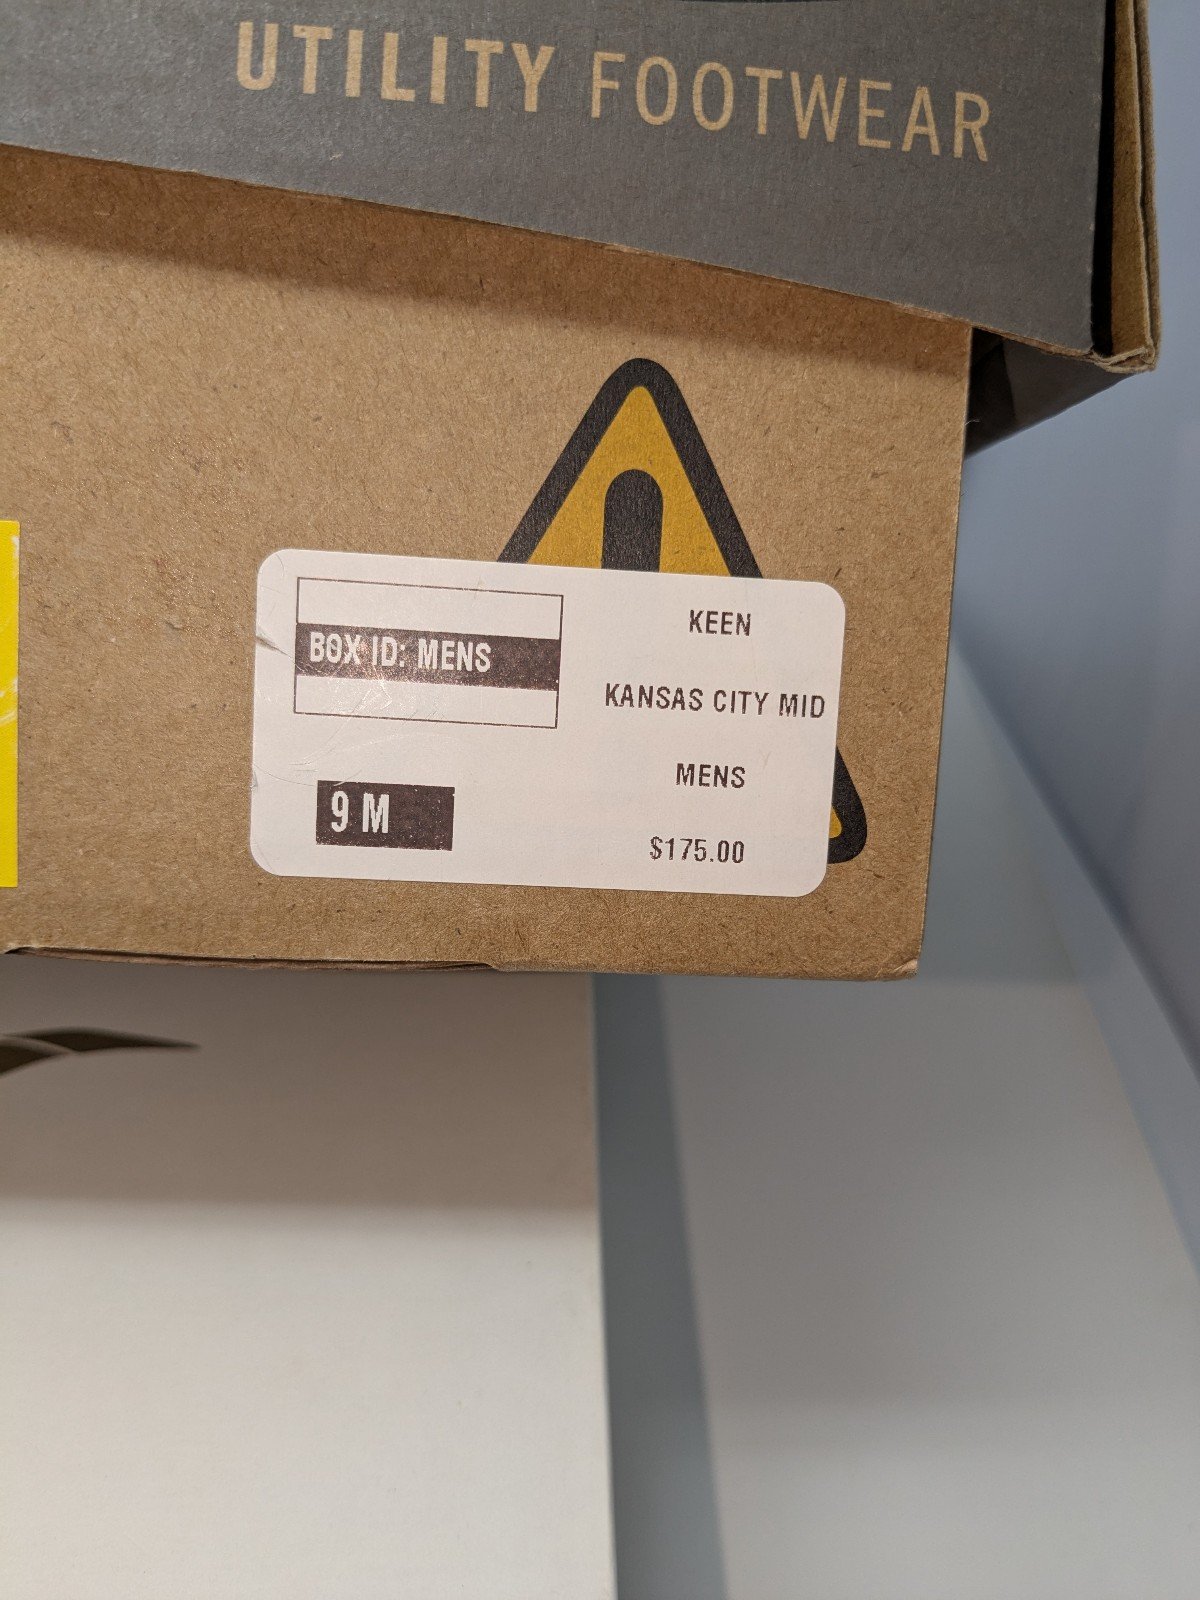 UTILITY FOOTWEAR
BOX ID: MENS
9 M
KEEN
KANSAS CITY MID
MENS
$175.00